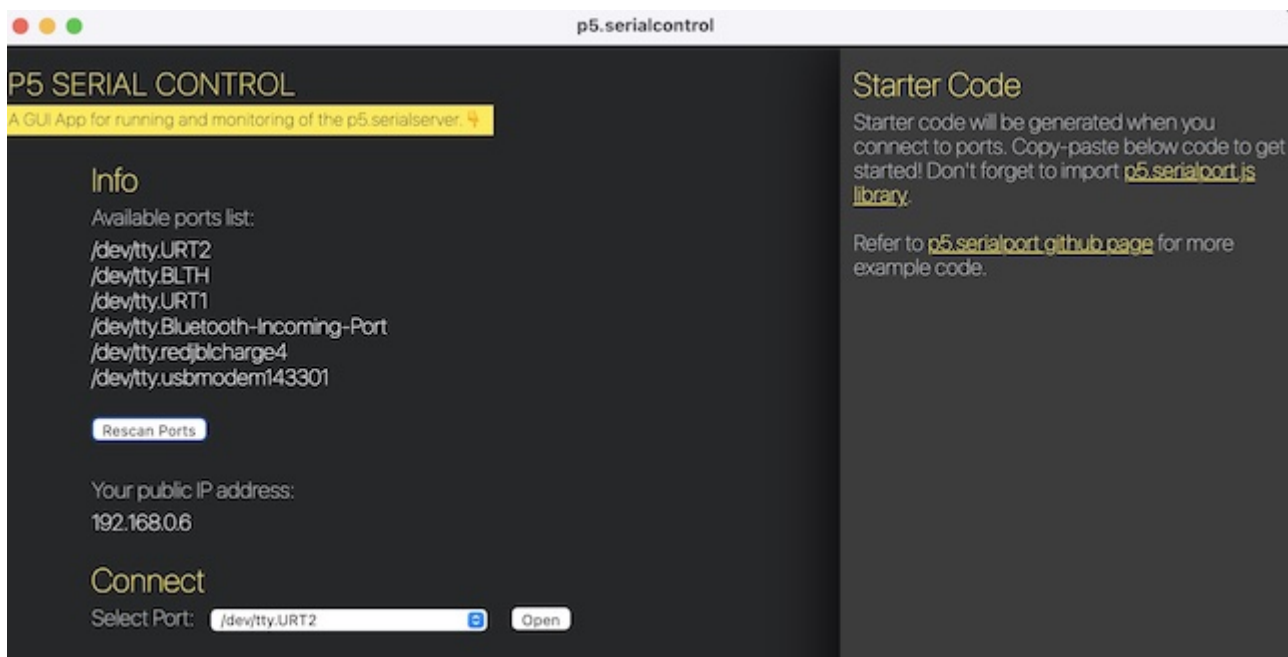 p5.serialcontrol
P5 SERIAL CONTROL
A GUI App for running and monitoring of the p5.serialserver. 👇
Info
Available ports list:
/dev/tty.URT2
/dev/tty.BLTH
/dev/tty.URT1
/dev/tty.Bluetooth-Incoming-Port
/dev/tty.redjblcharge4
/dev/tty.usbmodem143301
Rescan Ports
Your public IP address:
192.168.0.6
Connect
Select Port: /dev/tty.URT2 Open
Starter Code
Starter code will be generated when you
connect to ports. Copy-paste below code to get
started! Don't forget to import p5.serialport.js
library.
Refer to p5.serialport github page for more
example code.